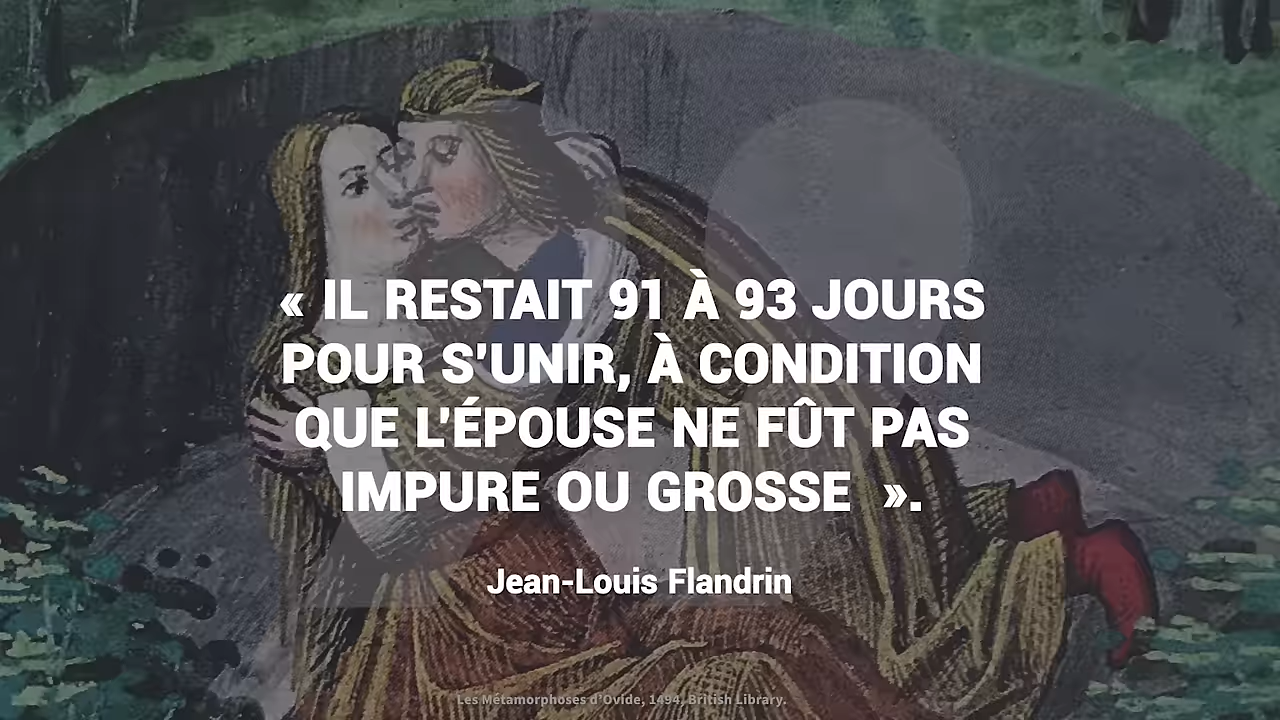 « IL RESTAIT 91 À 93 JOURS
POUR S'UNIR, À CONDITION
QUE L'ÉPOUSE NE FÛT PAS
IMPURE OU GROSSE  ».
Jean-Louis Flandrin
Les Métamorphoses d'Ovide, 1494, British Library.